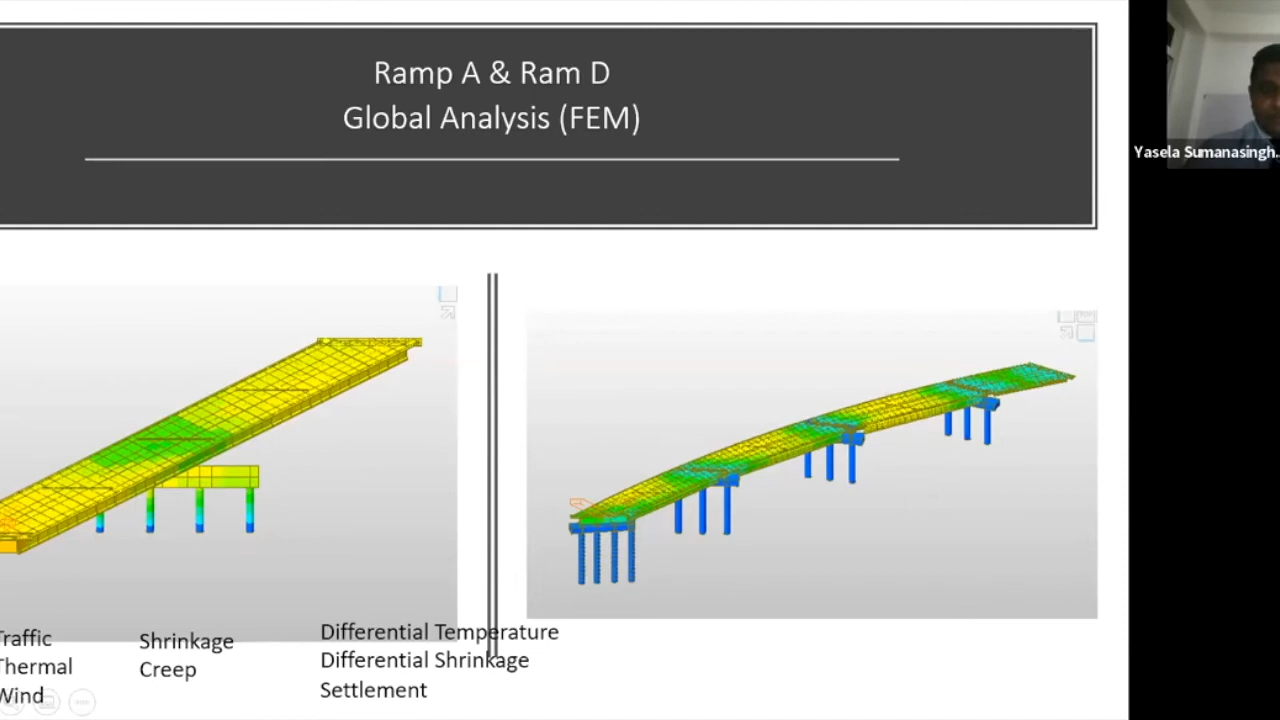 Ramp A & Ram D
Global Analysis (FEM)
Yasela Sumanasingh...
Traffic
Thermal
Wind
Shrinkage
Creep
Differential Temperature
Differential Shrinkage
Settlement